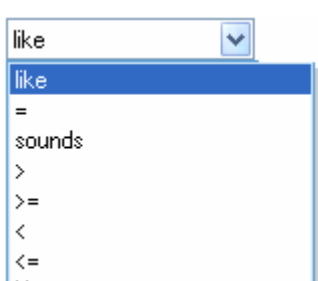 like
like
=
sounds
>
>=
<
<=